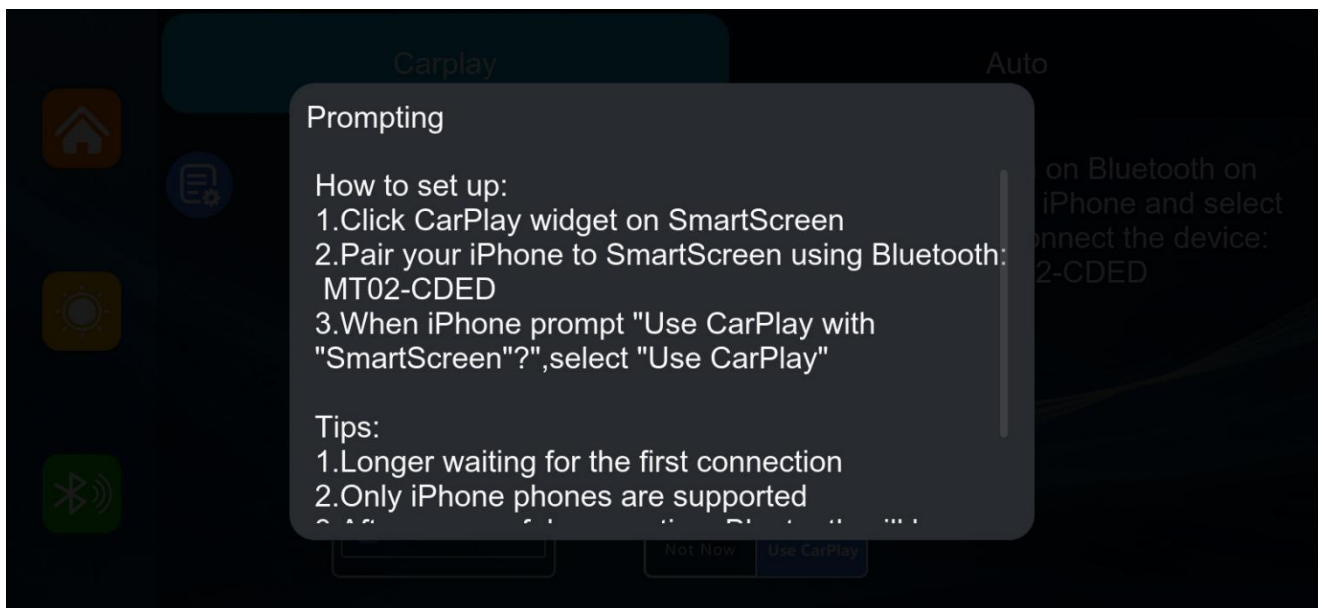 Carplay
Auto
Prompting
How to set up:
1.Click CarPlay widget on SmartScreen
2.Pair your iPhone to SmartScreen using Bluetooth:
MT02-CDED
3.When iPhone prompt "Use CarPlay with
"SmartScreen"?",select "Use CarPlay"
Tips:
1.Longer waiting for the first connection
2.Only iPhone phones are supported
on Bluetooth on
iPhone and select
nnect the device:
2-CDED
Not Now
Use CarPlay